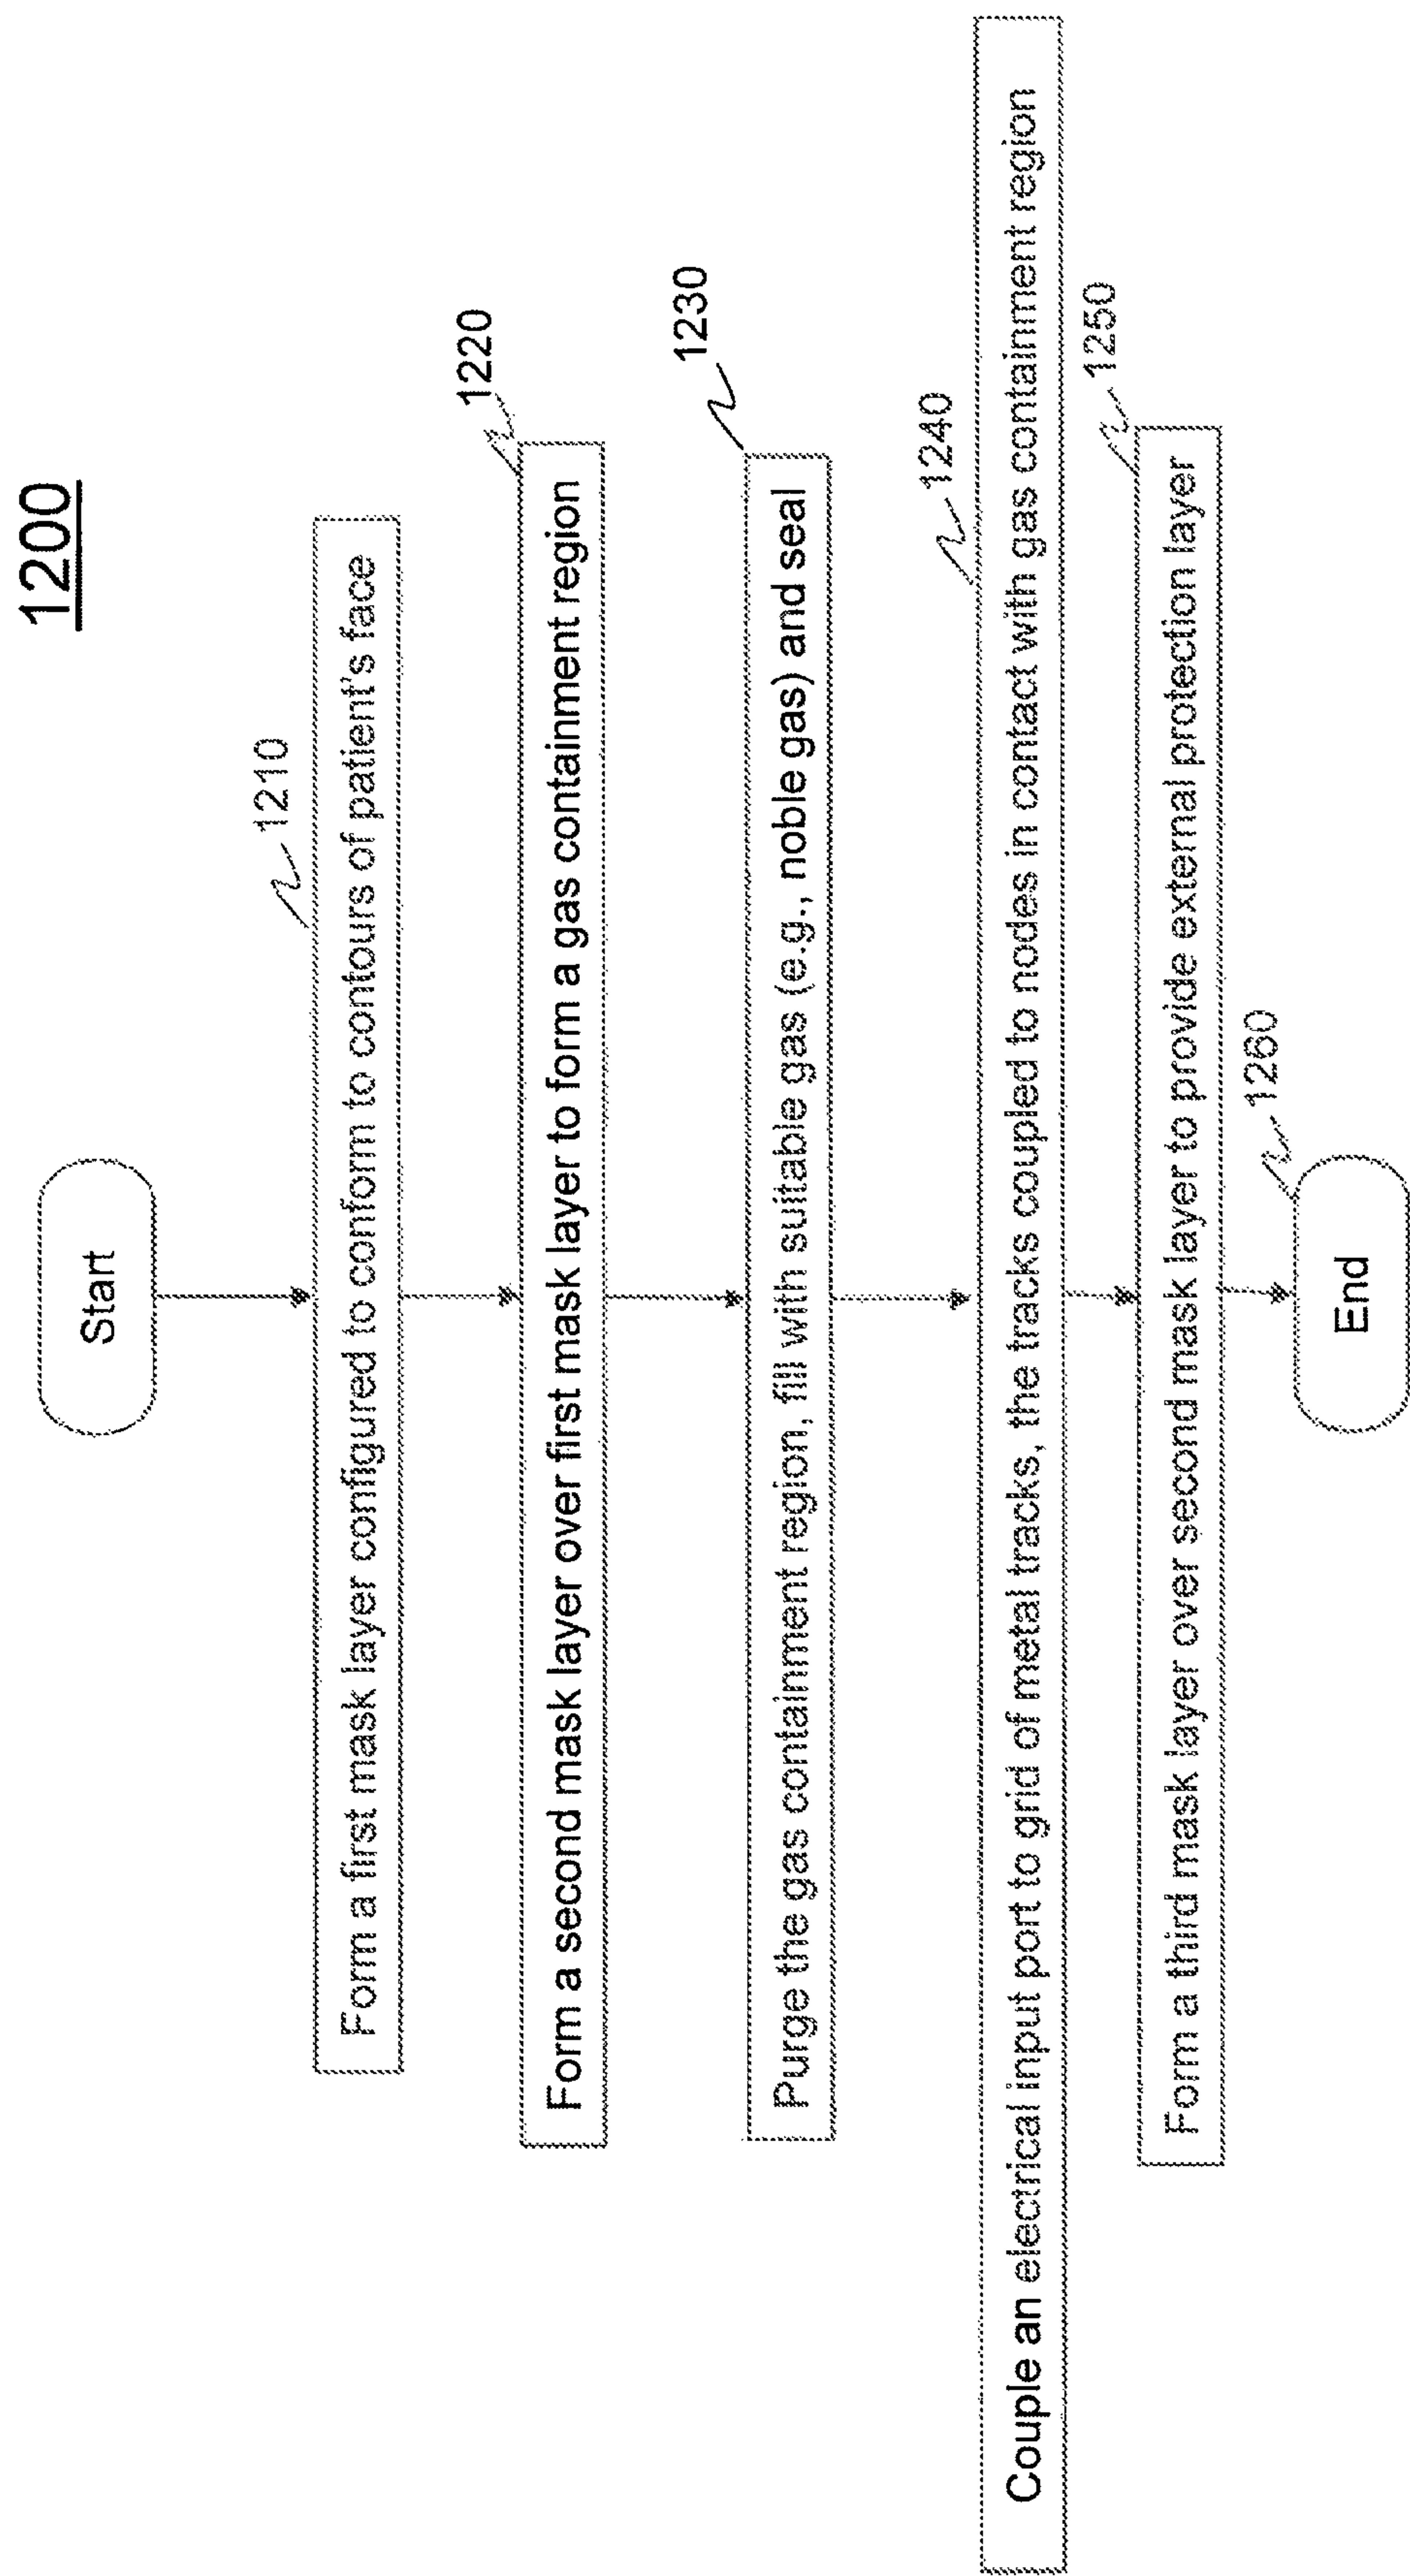 1200
Start
1210
Form a first mask layer configured to conform to contours of patient's face
1220
Form a second mask layer over first mask layer to form a gas containment region
1230
Purge the gas containment region, fill with suitable gas (e.g., noble gas) and seal
1240
Couple an electrical input port to grid of metal tracks, the tracks coupled to nodes in contact with gas containment region
1250
Form a third mask layer over second mask layer to provide external protection layer
1260
End